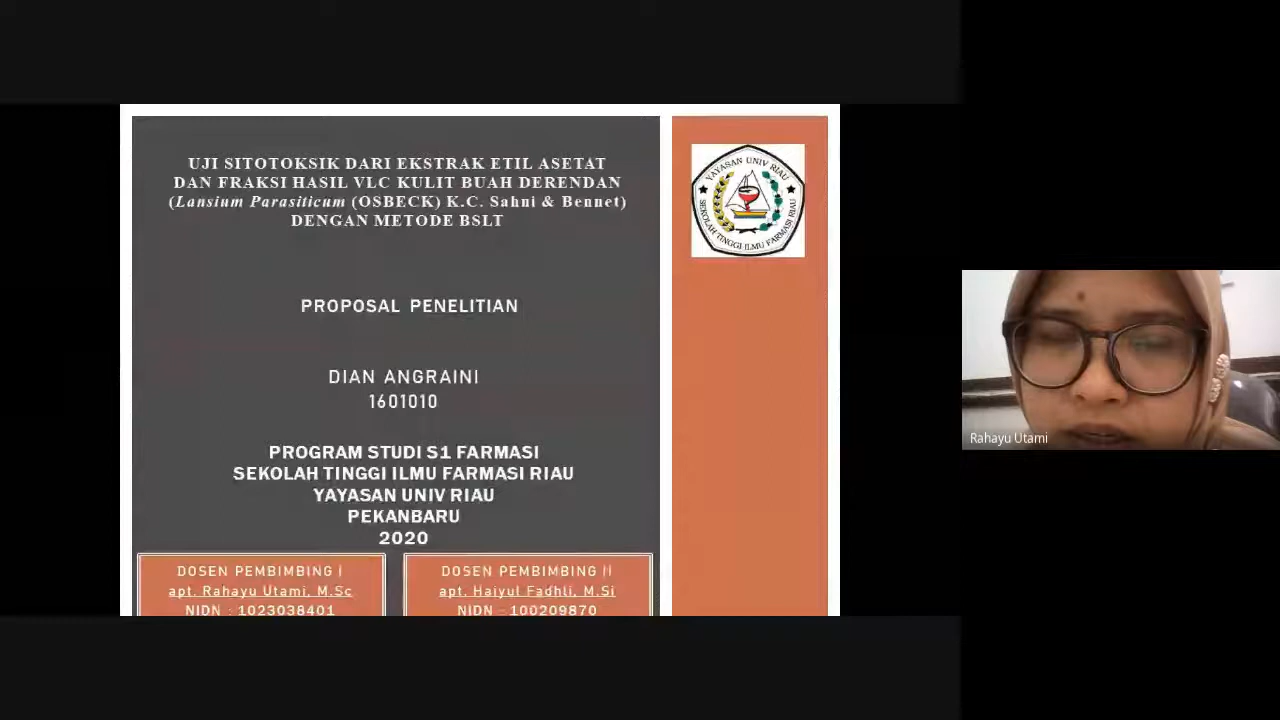 UJI SITOTOKSIK DARI EKSTRAK ETIL ASETAT
DAN FRAKSI HASIL VLC KULIT BUAH DERENDAN
(Lansium Parasiticum (OSBECK) K.C. Sahni & Bennet)
DENGAN METODE BSLT
PROPOSAL PENELITIAN
DIAN ANGRAINI
1601010
PROGRAM STUDI S1 FARMASI
SEKOLAH TINGGI ILMU FARMASI RIAU
YAYASAN UNIV RIAU
PEKANBARU
2020
DOSEN PEMBIMBING I
apt. Rahayu Utami, M.Sc
NIDN : 1023038401
DOSEN PEMBIMBING II
apt. Haiyul Fadhli, M.Si
NIDN : 100209870
YAYASAN UNIV RIAU
SEKOLAH TINGGI ILMU FARMASI RIAU
Rahayu Utami